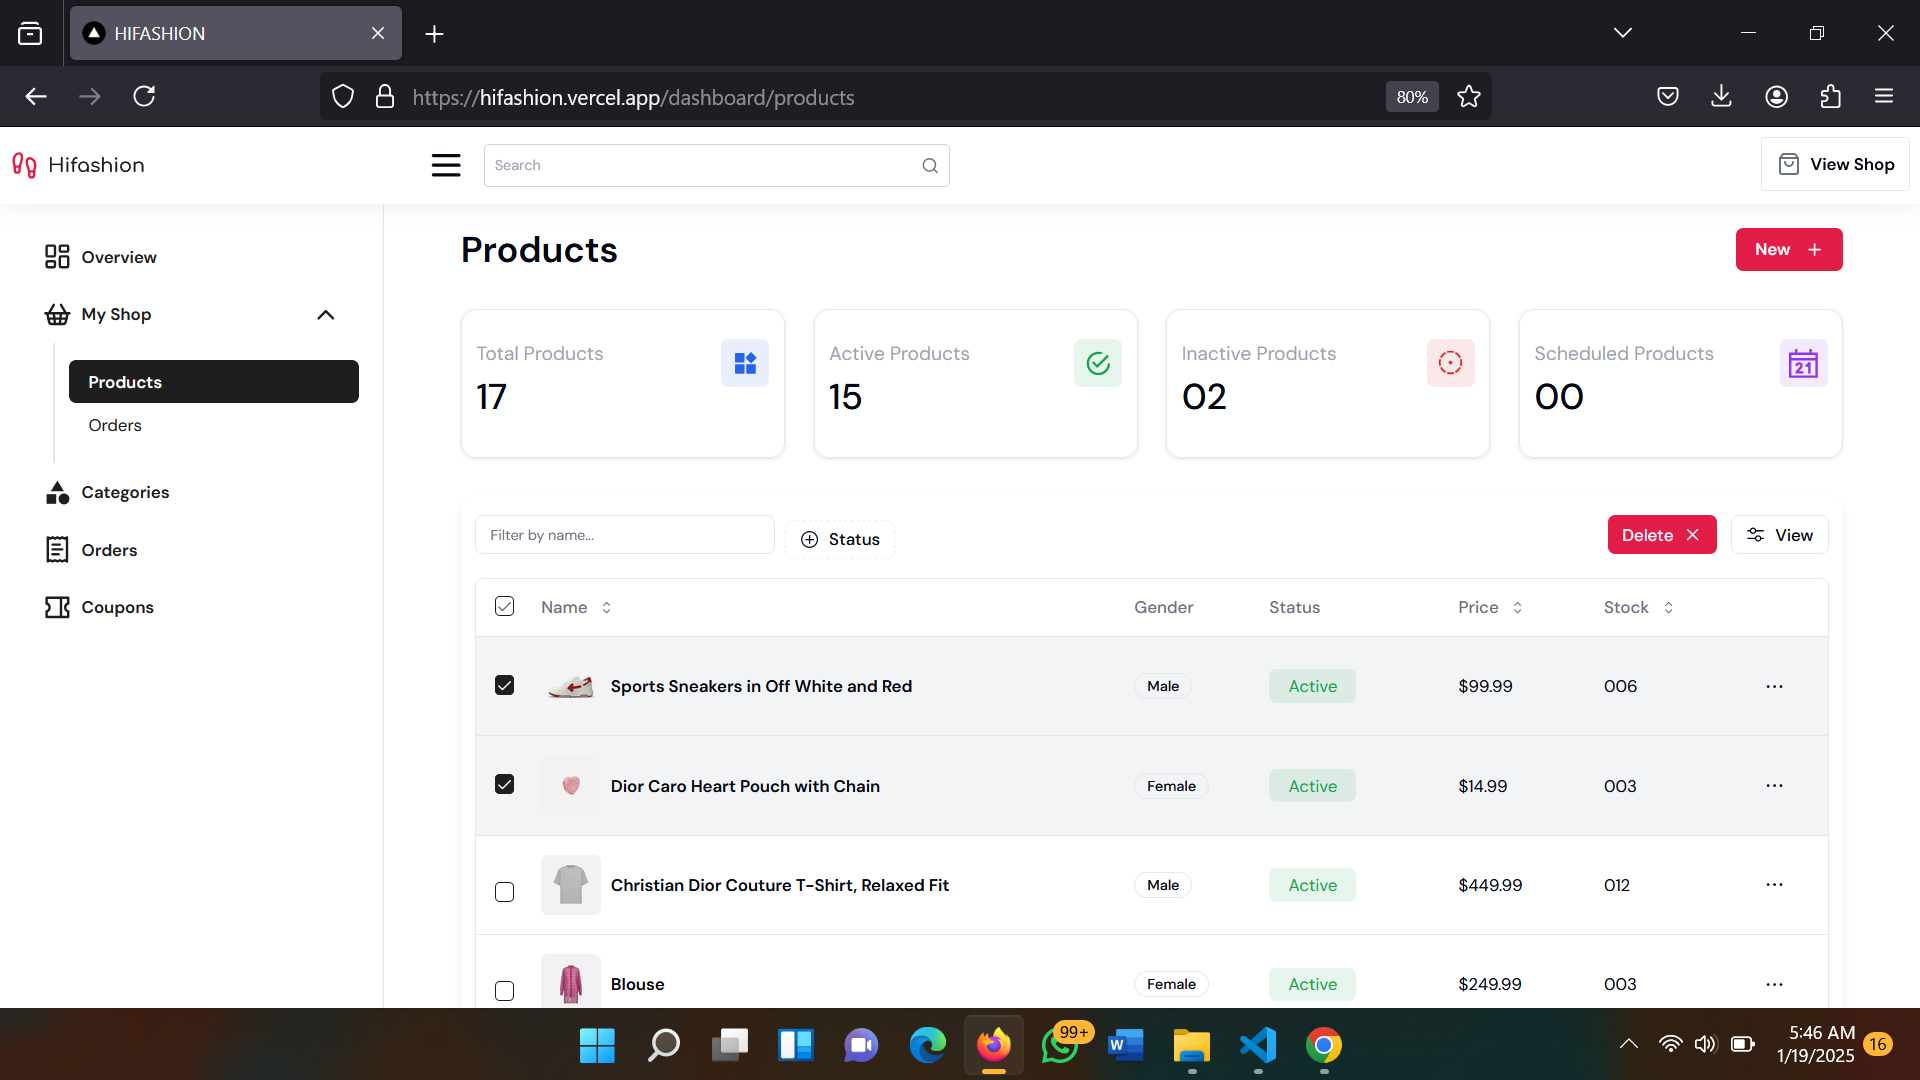 HIFASHION
https://hifashion.vercel.app/dashboard/products
80%
Hifashion
Search
View Shop
Overview
My Shop
Products
Orders
Categories
Orders
Coupons
Products
New +
Total Products
17
Active Products
15
Inactive Products
02
Scheduled Products
00
21
Filter by name...
Status
Delete
View
Name Gender Status Price Stock
Sports Sneakers in Off White and Red Male Active $99.99 006
Dior Caro Heart Pouch with Chain Female Active $14.99 003
Christian Dior Couture T-Shirt, Relaxed Fit Male Active $449.99 012
Blouse Female Active $249.99 003
99+
W
5:46 AM
1/19/2025
16